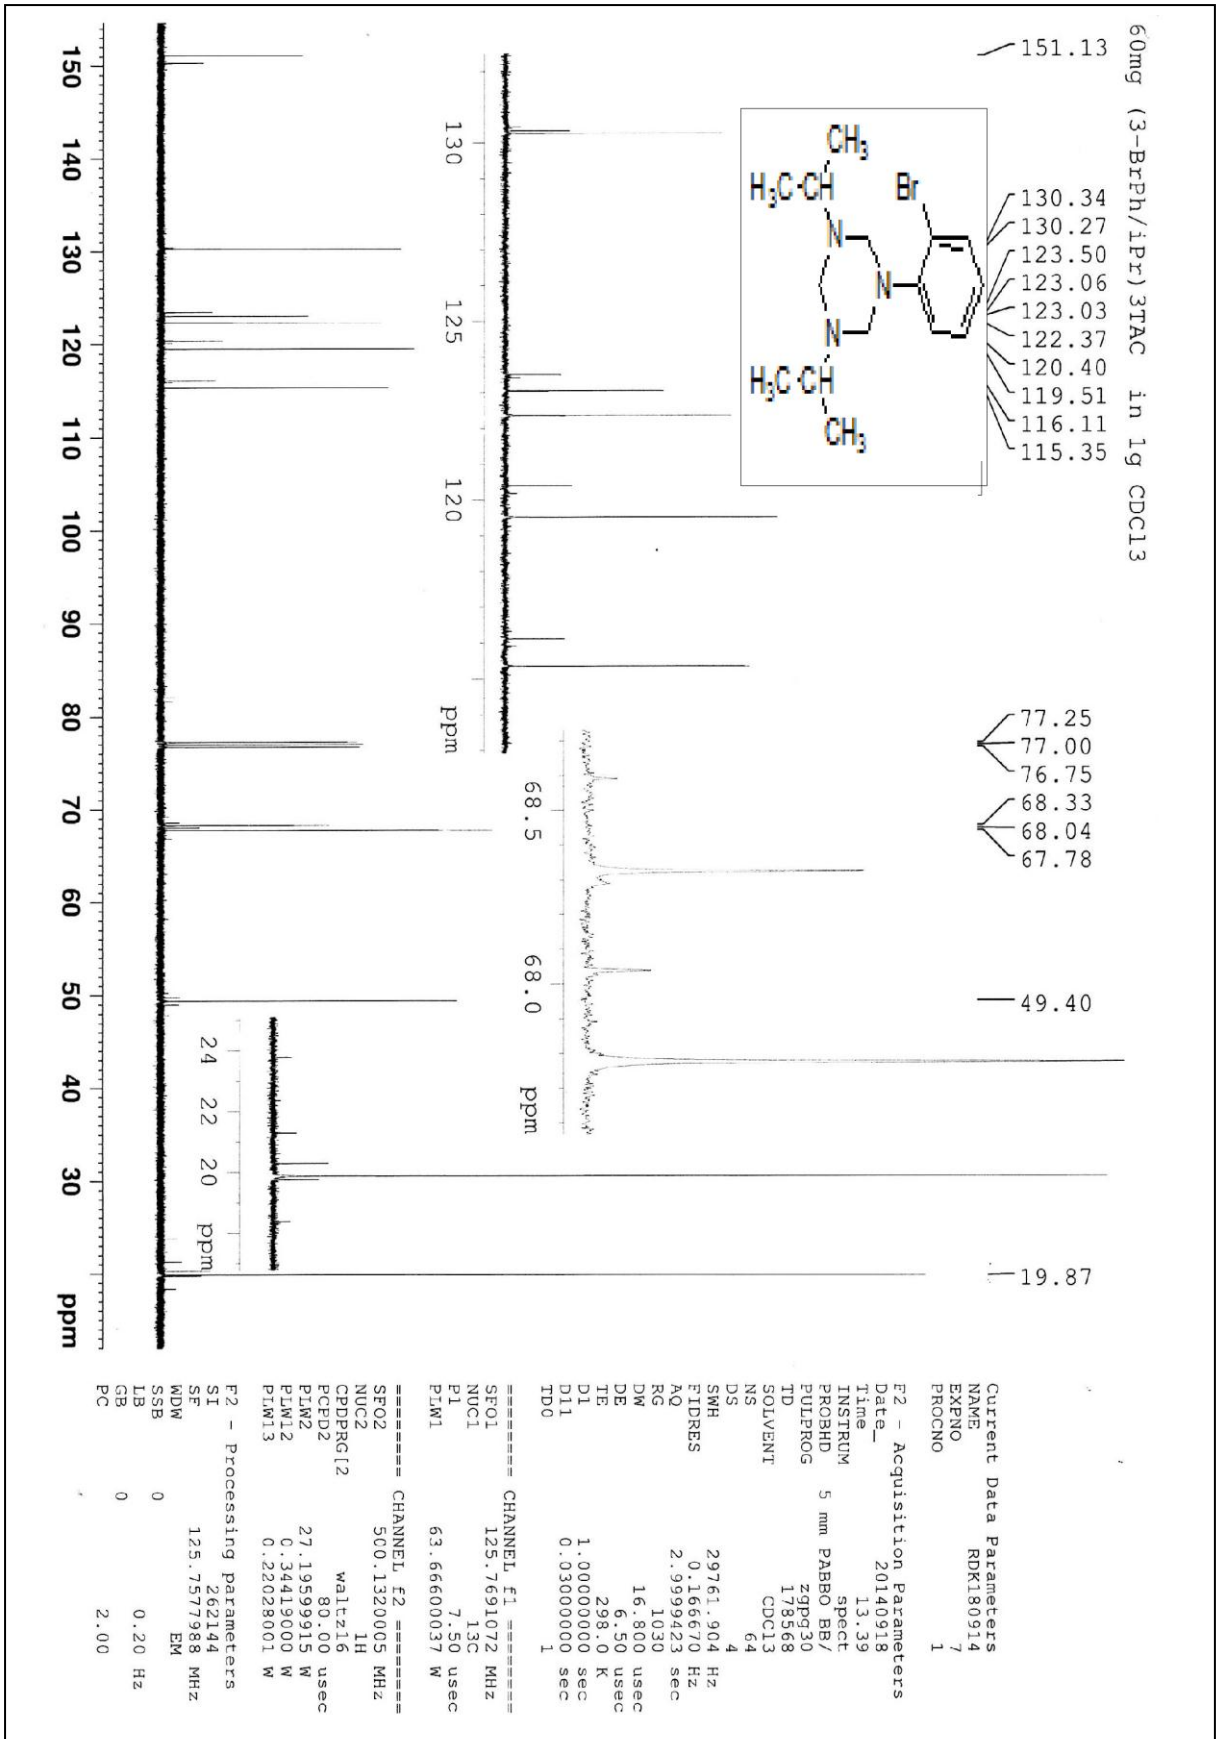 60mg (3-BrPh/iPr)3TAC in 1g CDCl3
151.13
130.34
130.27
123.50
123.06
123.03
122.37
120.40
119.51
116.11
115.35
77.25
77.00
76.75
68.33
68.04
67.78
49.40
19.87
CH3
H3C-CH
N
Br
N
N
H3C-CH
CH3
130 125 120 ppm
68.5 68.0 ppm
24 22 20 ppm
150 140 130 120 110 100 90 80 70 60 50 40 30 ppm
Current Data Parameters
NAME RDK180914
EXPNO 7
PROCNO 1
F2 - Acquisition Parameters
Date_ 20140918
Time 13.39
INSTRUM spect
PROBHD 5 mm PABBO BB/
PULPROG zgpg30
TD 178568
SOLVENT CDCl3
NS 64
DS 4
SWH 29761.904 Hz
FIDRES 0.166670 Hz
AQ 2.9999423 sec
RG 1030
DW 16.800 usec
DE 6.50 usec
TE 298.0 K
D1 1.00000000 sec
D11 0.03000000 sec
TD0 1
======== CHANNEL f1 ========
SFO1 125.7691072 MHz
NUC1 13C
P1 7.50 usec
PLW1 63.66600037 W
======== CHANNEL f2 ========
SFO2 500.1320005 MHz
NUC2 1H
CPDPRG[2 waltz16
PCPD2 80.00 usec
PLW2 27.19599915 W
PLW12 0.34419000 W
PLW13 0.22028001 W
F2 - Processing parameters
SI 262144
SF 125.7577988 MHz
WDW EM
SSB 0
LB 0.20 Hz
GB 0
PC 2.00